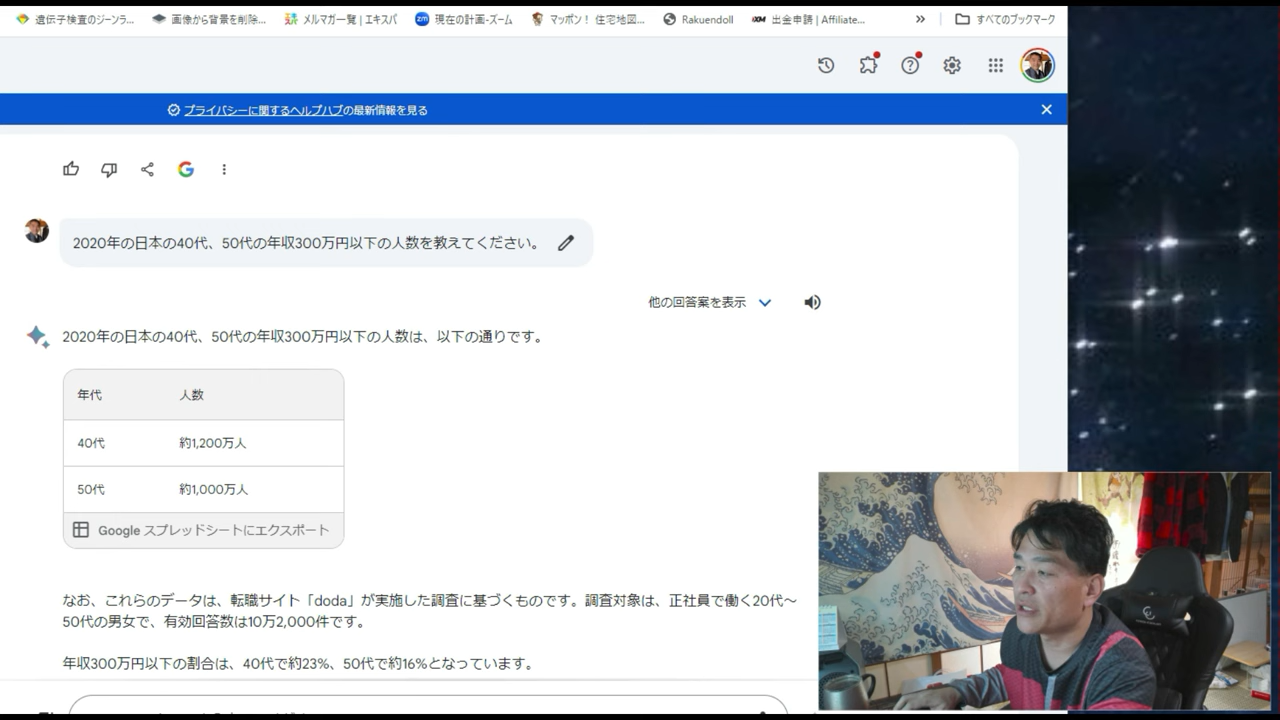 遺伝子検査のジーンラ...
画像から背景を削除...
メルマガ一覧 | エキスパ
zm 現在の計画-ズーム
マッポン！ 住宅地図...
Rakuendoll
出金申請 | Affiliate...
»
すべてのブックマーク
プライバシーに関するヘルプハブの最新情報を見る
2020年の日本の40代、50代の年収300万円以下の人数を教えてください。
他の回答案を表示
2020年の日本の40代、50代の年収300万円以下の人数は、以下の通りです。
年代 人数
40代 約1,200万人
50代 約1,000万人
Google スプレッドシートにエクスポート
なお、これらのデータは、転職サイト「doda」が実施した調査に基づくものです。調査対象は、正社員で働く20代～
50代の男女で、有効回答数は10万2,000件です。
年収300万円以下の割合は、40代で約23%、50代で約16%となっています。